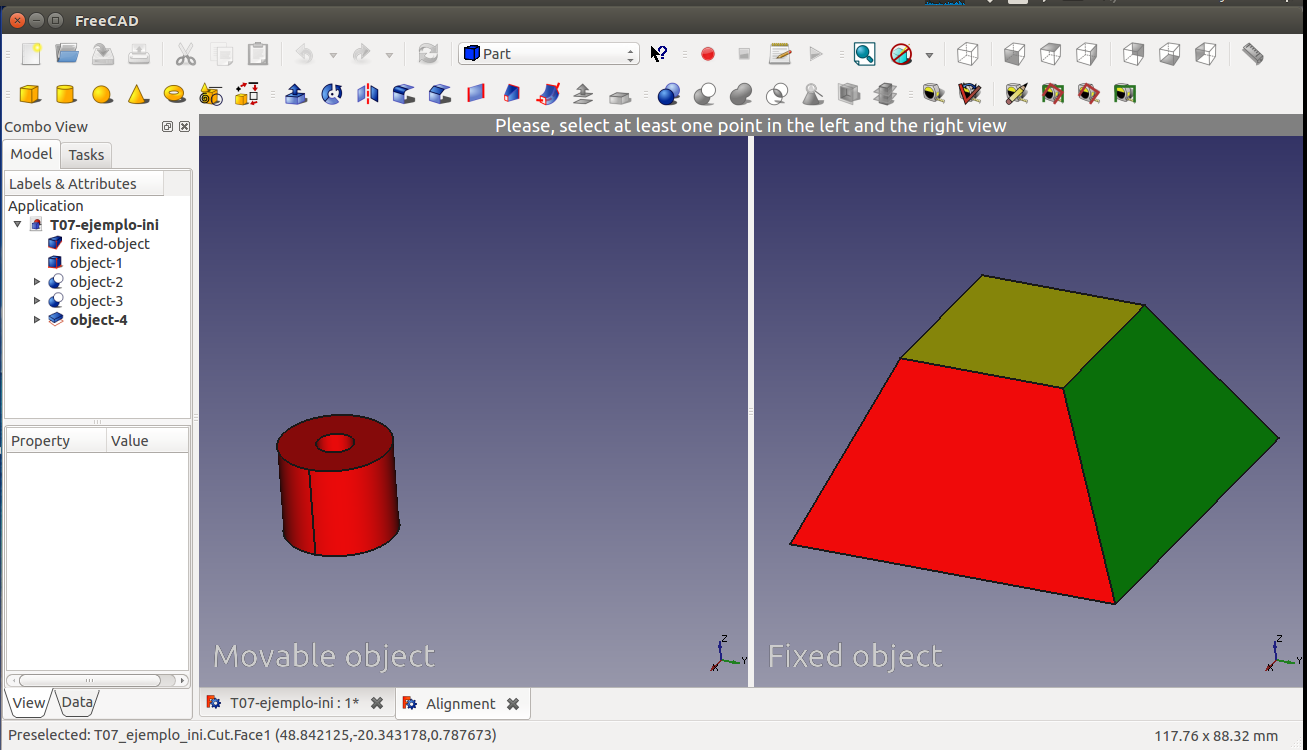 FreeCAD
Part
Combo View
Please, select at least one point in the left and the right view
Model Tasks
Labels & Attributes
Application
T07-ejemplo-ini
fixed-object
object-1
object-2
object-3
object-4
Property Value
Movable object
Fixed object
Z
Y
X
Z
Y
X
View Data
T07-ejemplo-ini : 1*
Alignment
Preselected: T07_ejemplo_ini.Cut.Face1 (48.842125,-20.343178,0.787673)
117.76 x 88.32 mm